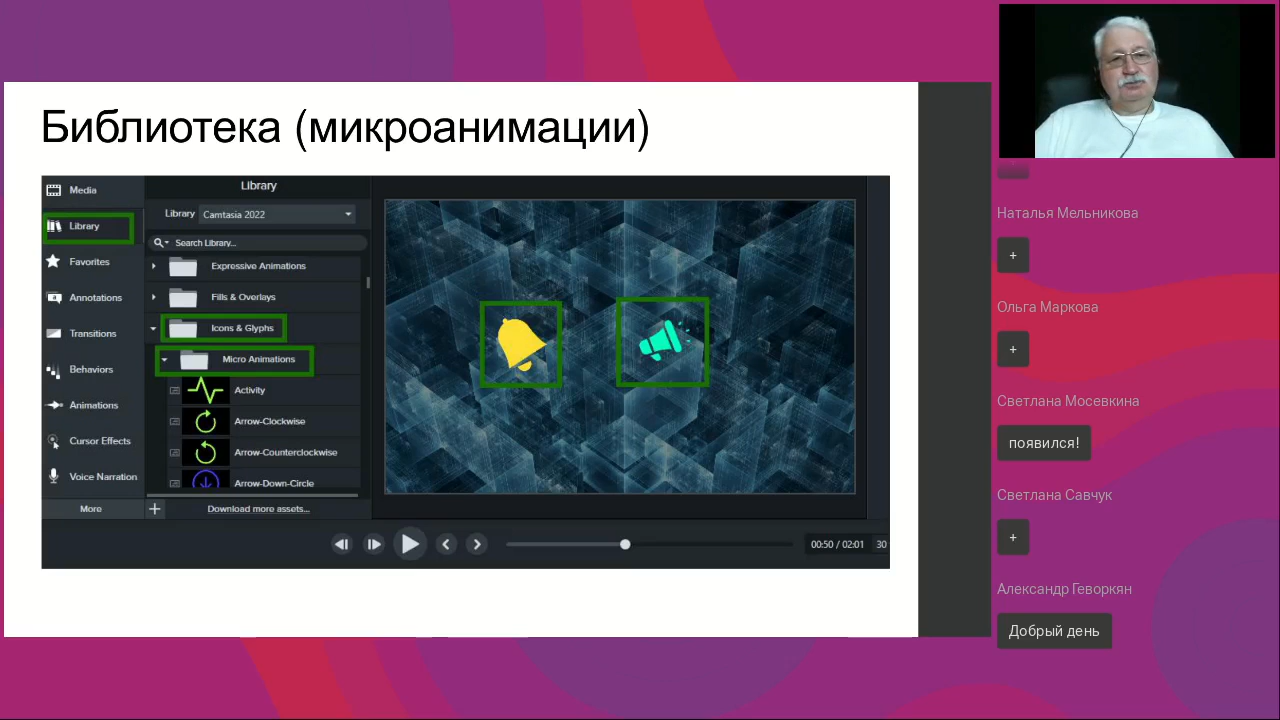 Библиотека (микроанимации)
Media
Library
Favorites
Annotations
Transitions
Behaviors
Animations
Cursor Effects
Voice Narration
More
Library
Library
Camtasia 2022
Search Library...
Expressive Animations
Fills & Overlays
Icons & Glyphs
Micro Animations
Activity
Arrow-Clockwise
Arrow-Counterclockwise
Arrow-Down-Circle
+
Download more assets...
00:50 / 02:01
30
Наталья Мельникова
+
Ольга Маркова
+
Светлана Мосевкина
появился!
Светлана Савчук
+
Александр Геворкян
Добрый день